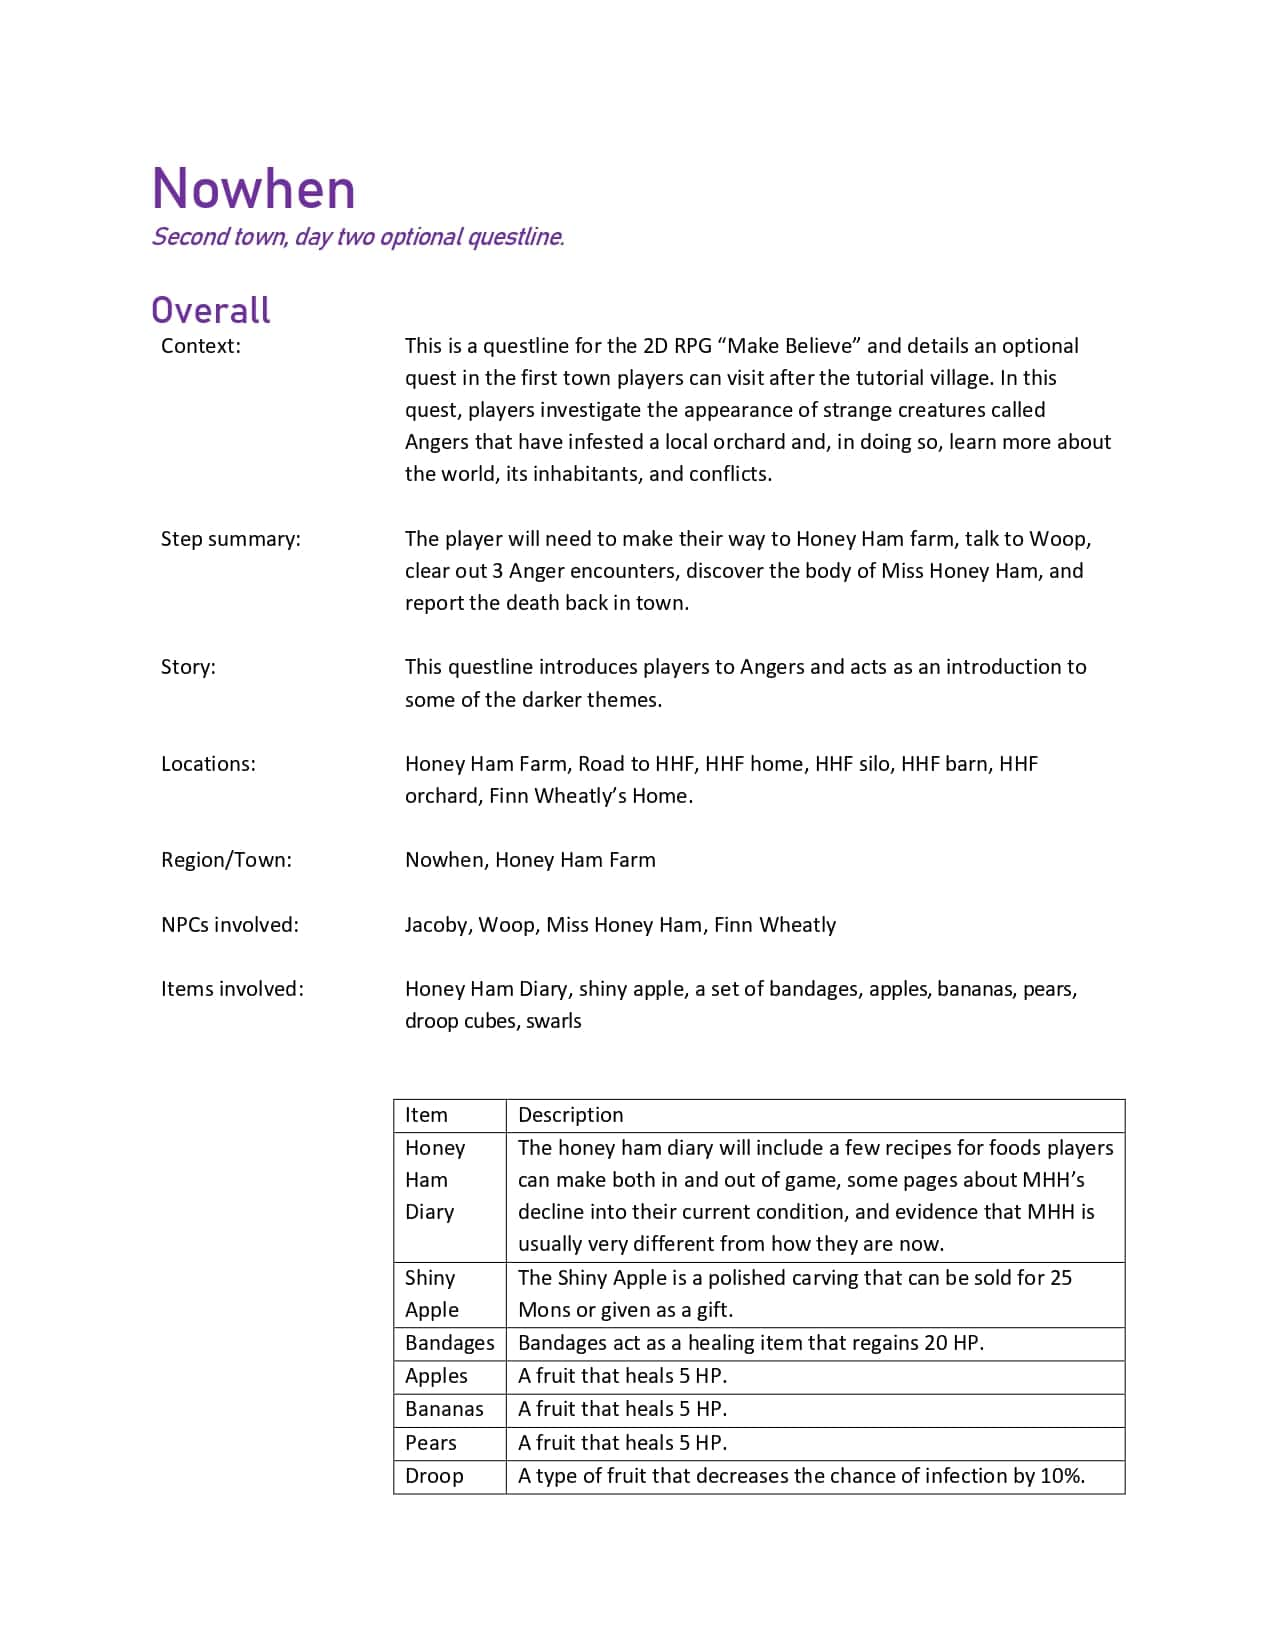 Nowhen
Second town, day two optional questline.
Overall
Context:
This is a questline for the 2D RPG “Make Believe” and details an optional
quest in the first town players can visit after the tutorial village. In this
quest, players investigate the appearance of strange creatures called
Angers that have infested a local orchard and, in doing so, learn more about
the world, its inhabitants, and conflicts.
Step summary:
The player will need to make their way to Honey Ham farm, talk to Woop,
clear out 3 Anger encounters, discover the body of Miss Honey Ham, and
report the death back in town.
Story:
This questline introduces players to Angers and acts as an introduction to
some of the darker themes.
Locations:
Honey Ham Farm, Road to HHF, HHF home, HHF silo, HHF barn, HHF
orchard, Finn Wheatly’s Home.
Region/Town:
Nowhen, Honey Ham Farm
NPCs involved:
Jacoby, Woop, Miss Honey Ham, Finn Wheatly
Items involved:
Honey Ham Diary, shiny apple, a set of bandages, apples, bananas, pears,
droop cubes, swarls
Item
Description
Honey
Ham
Diary
The honey ham diary will include a few recipes for foods players
can make both in and out of game, some pages about MHH’s
decline into their current condition, and evidence that MHH is
usually very different from how they are now.
Shiny
Apple
The Shiny Apple is a polished carving that can be sold for 25
Mons or given as a gift.
Bandages
Bandages act as a healing item that regains 20 HP.
Apples
A fruit that heals 5 HP.
Bananas
A fruit that heals 5 HP.
Pears
A fruit that heals 5 HP.
Droop
A type of fruit that decreases the chance of infection by 10%.